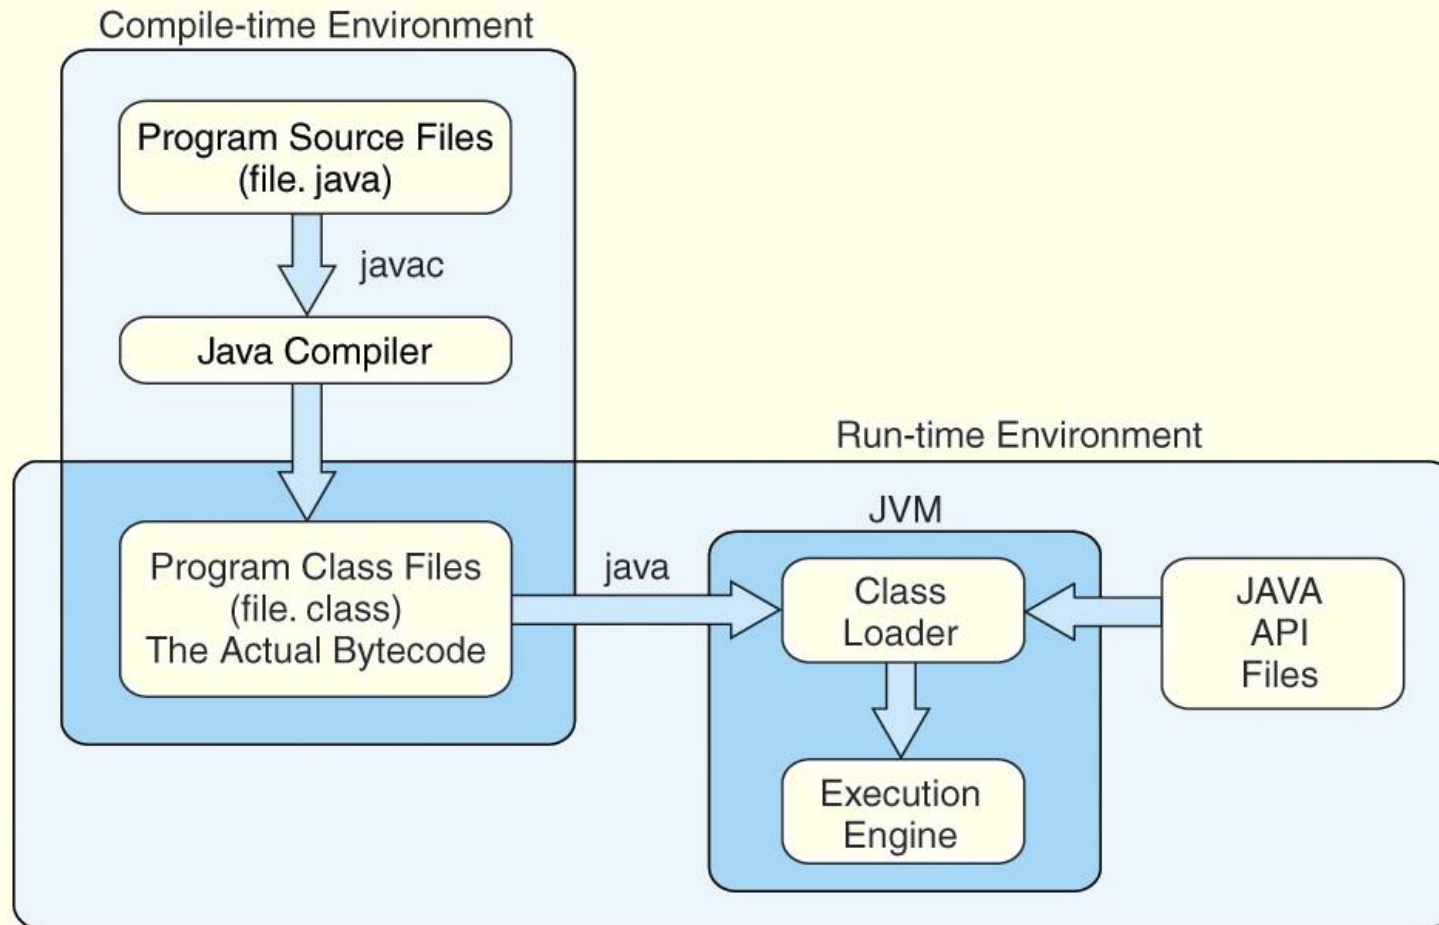 Compile-time Environment
Program Source Files
(file. java)
javac
Java Compiler
Run-time Environment
JVM
Program Class Files
(file. class)
The Actual Bytecode
java
Class
Loader
JAVA
API
Files
Execution
Engine